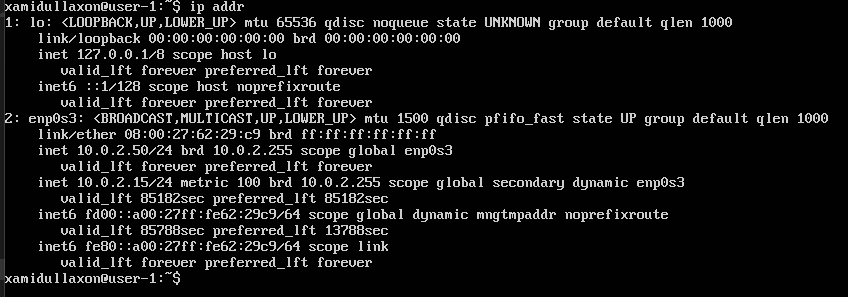 xamidullaxon@user-1:~$ ip addr
1: lo: <LOOPBACK,UP,LOWER_UP> mtu 65536 qdisc noqueue state UNKNOWN group default qlen 1000
    link/loopback 00:00:00:00:00:00 brd 00:00:00:00:00:00
    inet 127.0.0.1/8 scope host lo
       valid_lft forever preferred_lft forever
    inet6 ::1/128 scope host noprefixroute
       valid_lft forever preferred_lft forever
2: enp0s3: <BROADCAST,MULTICAST,UP,LOWER_UP> mtu 1500 qdisc pfifo_fast state UP group default qlen 1000
    link/ether 08:00:27:62:29:c9 brd ff:ff:ff:ff:ff:ff
    inet 10.0.2.50/24 brd 10.0.2.255 scope global enp0s3
       valid_lft forever preferred_lft forever
    inet 10.0.2.15/24 metric 100 brd 10.0.2.255 scope global secondary dynamic enp0s3
       valid_lft 85182sec preferred_lft 85182sec
    inet6 fd00::a00:27ff:fe62:29c9/64 scope global dynamic mngtmpaddr noprefixroute
       valid_lft 85788sec preferred_lft 13788sec
    inet6 fe80::a00:27ff:fe62:29c9/64 scope link
       valid_lft forever preferred_lft forever
xamidullaxon@user-1:~$